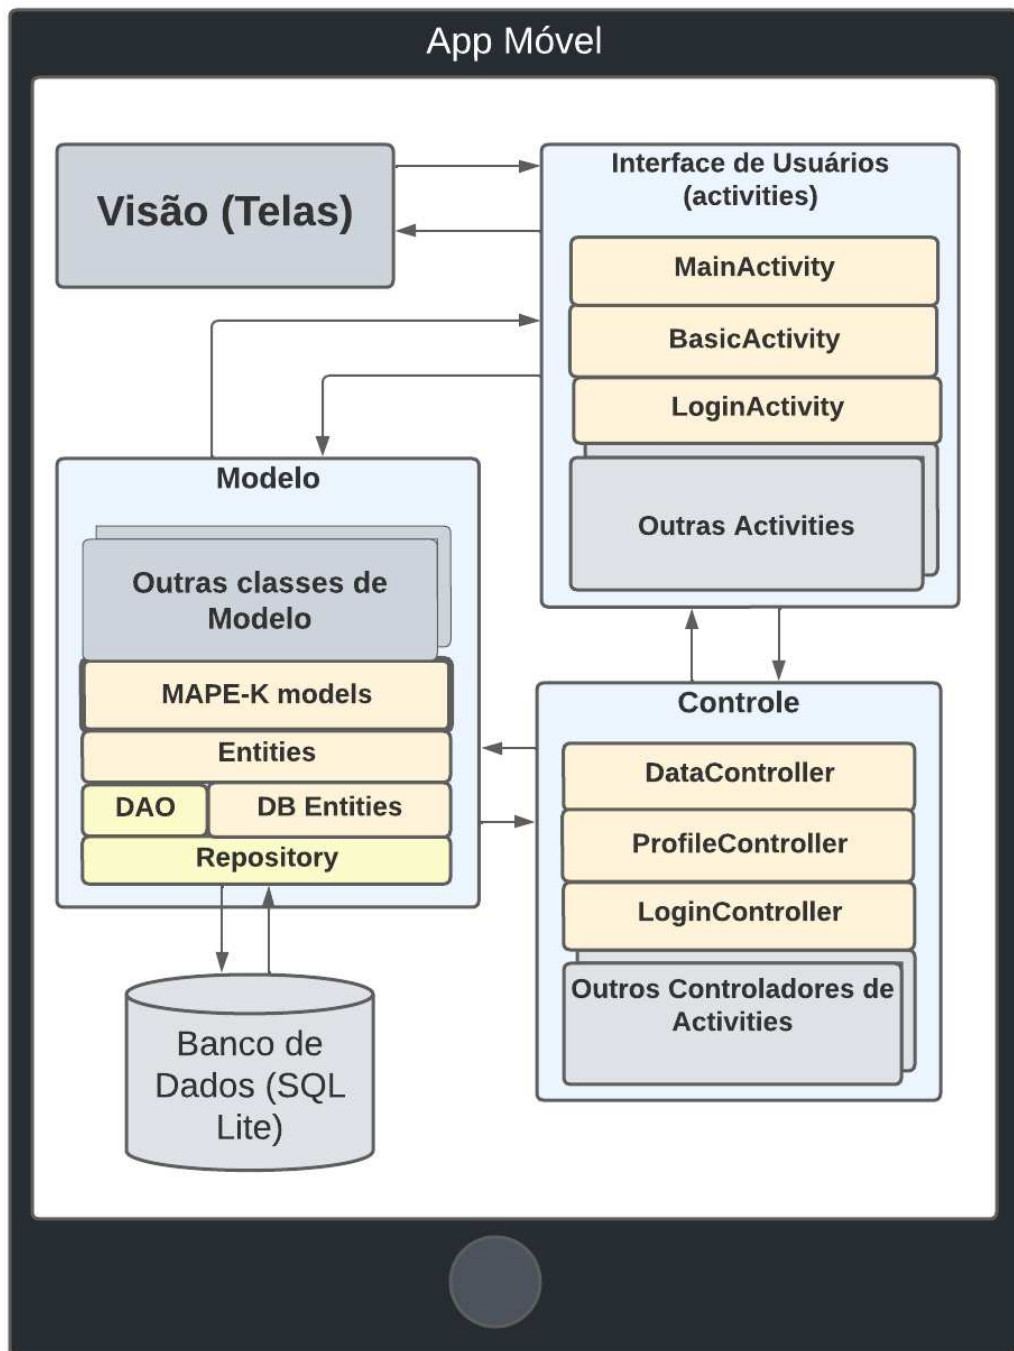 App Móvel
Visão (Telas)
Interface de Usuários
(activities)
MainActivity
BasicActivity
LoginActivity
Outras Activities
Modelo
Outras classes de
Modelo
MAPE-K models
Entities
DAO
DB Entities
Repository
Controle
DataController
ProfileController
LoginController
Outros Controladores de
Activities
Banco de
Dados (SQL
Lite)